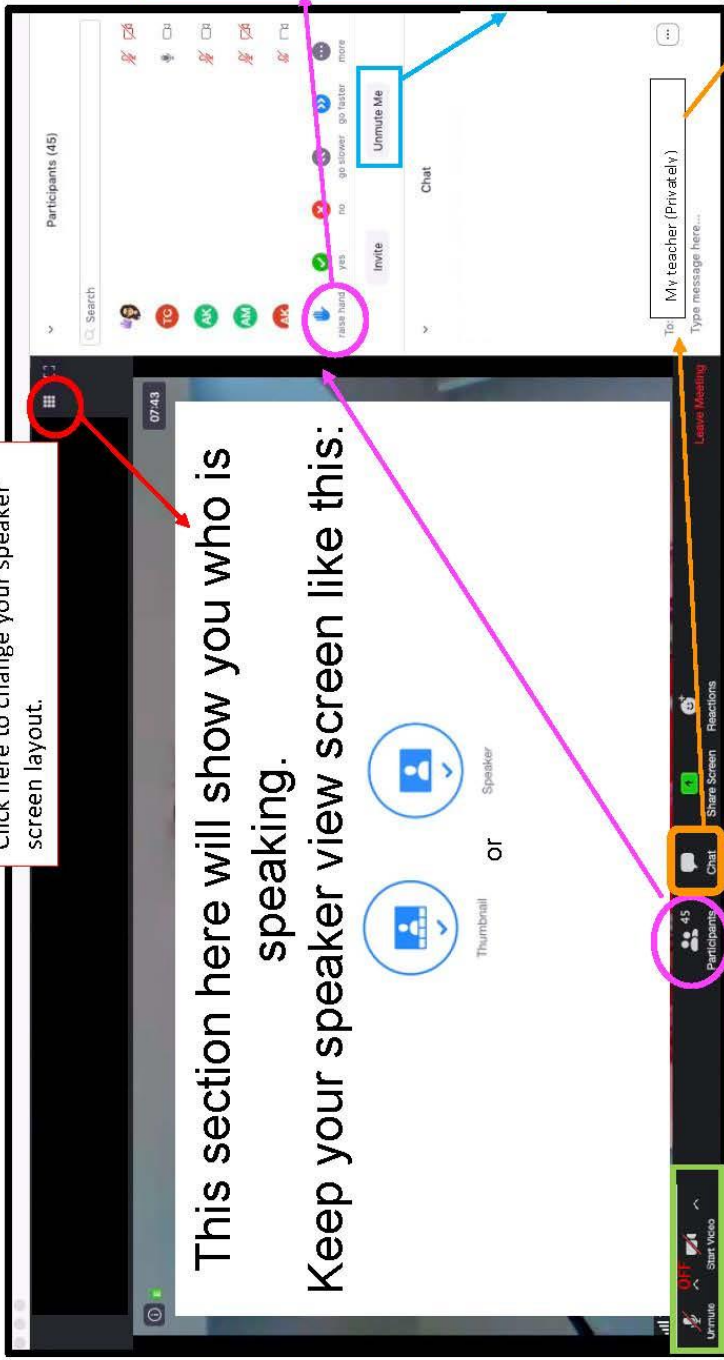 Click here to change your speaker
screen layout.
07:43
This section here will show you who is
speaking.
Keep your speaker view screen like this:
Thumbnail
or
Speaker
Participants (45)
Search
TC
AK
AM
AK
raise hand
yes
no
go slower
go faster
more
Invite
Unmute Me
Chat
To:
My teacher (Privately)
Type message here...
OFF
Unmute
Start Video
45
Participants
Chat
Share Screen
Reactions
Leave Meeting